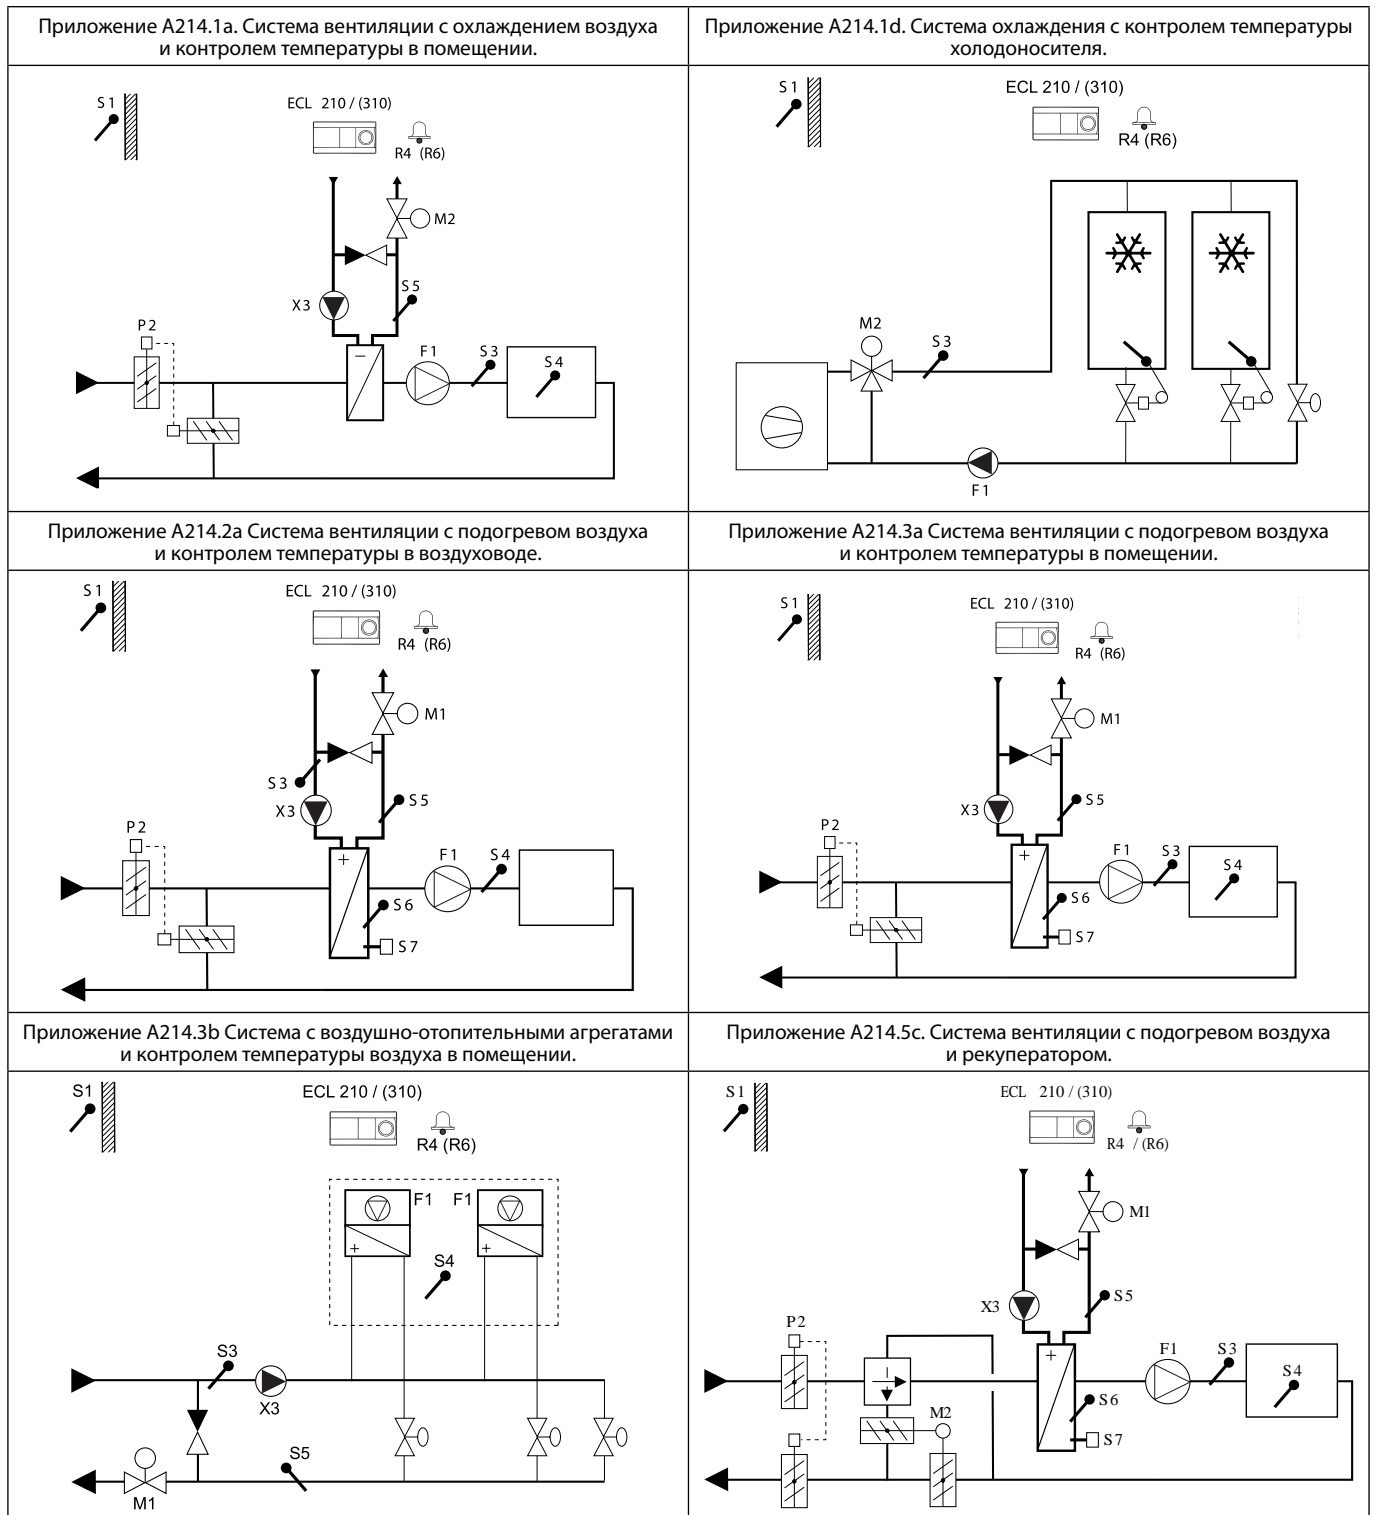 Приложение A214.1a. Система вентиляции с охлаждением воздуха
и контролем температуры в помещении.
S1
ECL 210 / (310)
R4 (R6)
M2
X3
S5
P2
F1
S3
S4
Приложение A214.1d. Система охлаждения с контролем температуры
холодоносителя.
S1
ECL 210 / (310)
R4 (R6)
M2
S3
F1
Приложение A214.2a Система вентиляции с подогревом воздуха
и контролем температуры в воздуховоде.
S1
ECL 210 / (310)
R4 (R6)
M1
S3
X3
S5
P2
F1
S4
S6
S7
Приложение A214.3a Система вентиляции с подогревом воздуха
и контролем температуры в помещении.
S1
ECL 210 / (310)
R4 (R6)
M1
X3
S5
P2
F1
S3
S4
S6
S7
Приложение A214.3b Система с воздушно-отопительными агрегатами
и контролем температуры воздуха в помещении.
S1
ECL 210 / (310)
R4 (R6)
F1
F1
S4
S3
X3
S5
M1
Приложение A214.5c. Система вентиляции с подогревом воздуха
и рекуператором.
S1
ECL 210 / (310)
R4 / (R6)
M1
X3
S5
P2
F1
S3
S4
S6
M2
S7